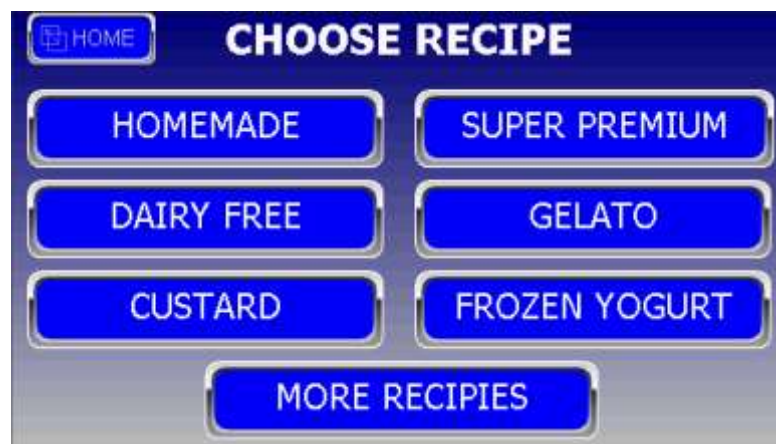 HOME
CHOOSE RECIPE
HOMEMADE
SUPER PREMIUM
DAIRY FREE
GELATO
CUSTARD
FROZEN YOGURT
MORE RECIPIES